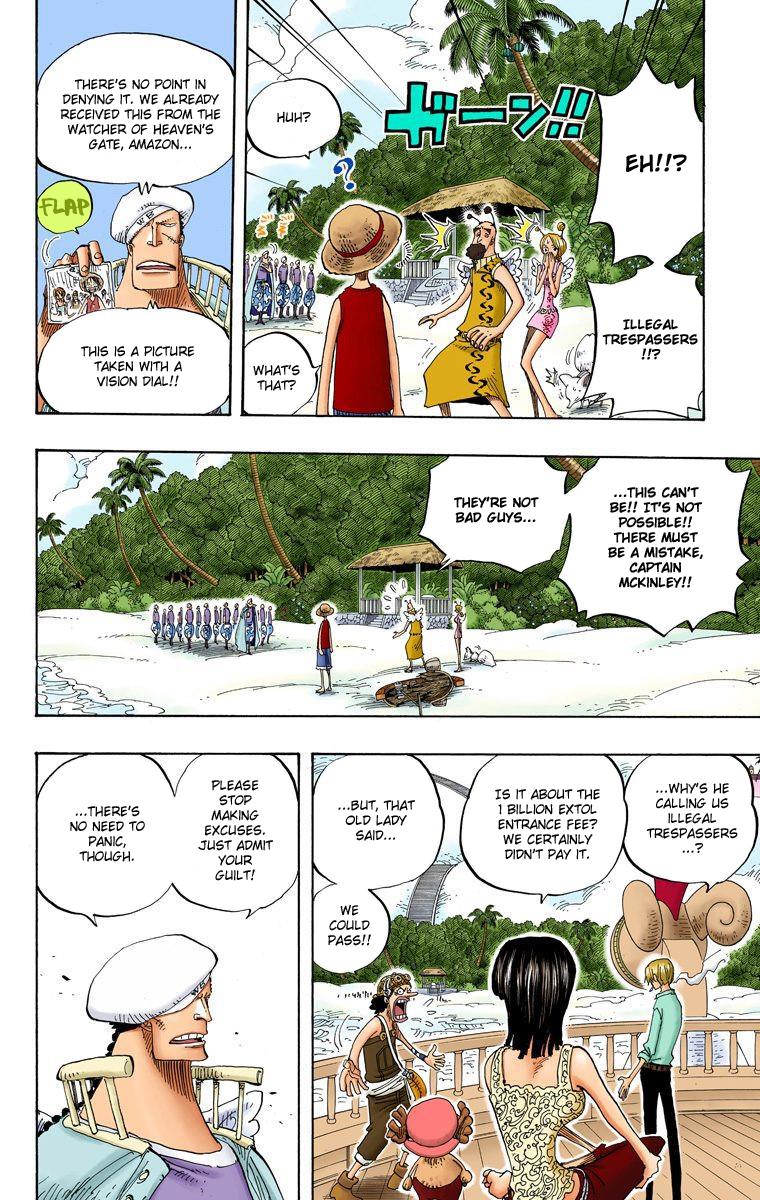 EH!!?
ILLEGAL
TRESPASSERS
!!?
ガーン!!
HUH?
?
WHAT'S
THAT?
THERE'S NO POINT IN
DENYING IT. WE ALREADY
RECEIVED THIS FROM THE
WATCHER OF HEAVEN'S
GATE, AMAZON...
FLAP
WB
THIS IS A PICTURE
TAKEN WITH A
VISION DIAL!!
...THIS CAN'T
BE!! IT'S NOT
POSSIBLE!!
THERE MUST
BE A MISTAKE,
CAPTAIN
MCKINLEY!!
THEY'RE NOT
BAD GUYS...
...WHY'S HE
CALLING US
ILLEGAL
TRESPASSERS
...?
IS IT ABOUT THE
1 BILLION EXTOL
ENTRANCE FEE?
WE CERTAINLY
DIDN'T PAY IT.
...BUT, THAT
OLD LADY
SAID...
WE
COULD
PASS!!
PLEASE
STOP
MAKING
EXCUSES.
JUST ADMIT
YOUR
GUILT!
...THERE'S
NO NEED TO
PANIC,
THOUGH.